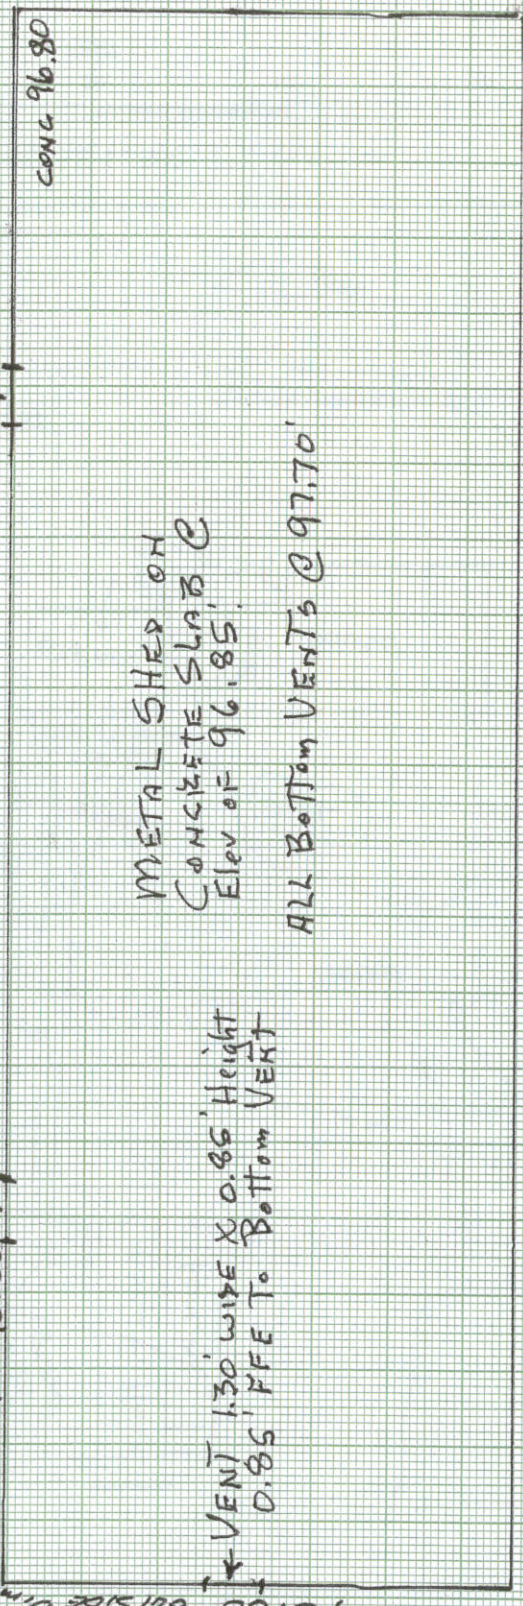 CONC 96.80
METAL SHED ON
CONCRETE SLAB @
Elev OF 96.85'.
ALL BOTTOM VENTS @ 97.70'
VENT 1.30' WIDE X 0.85' Height
0.85' FFE To Bottom VENT